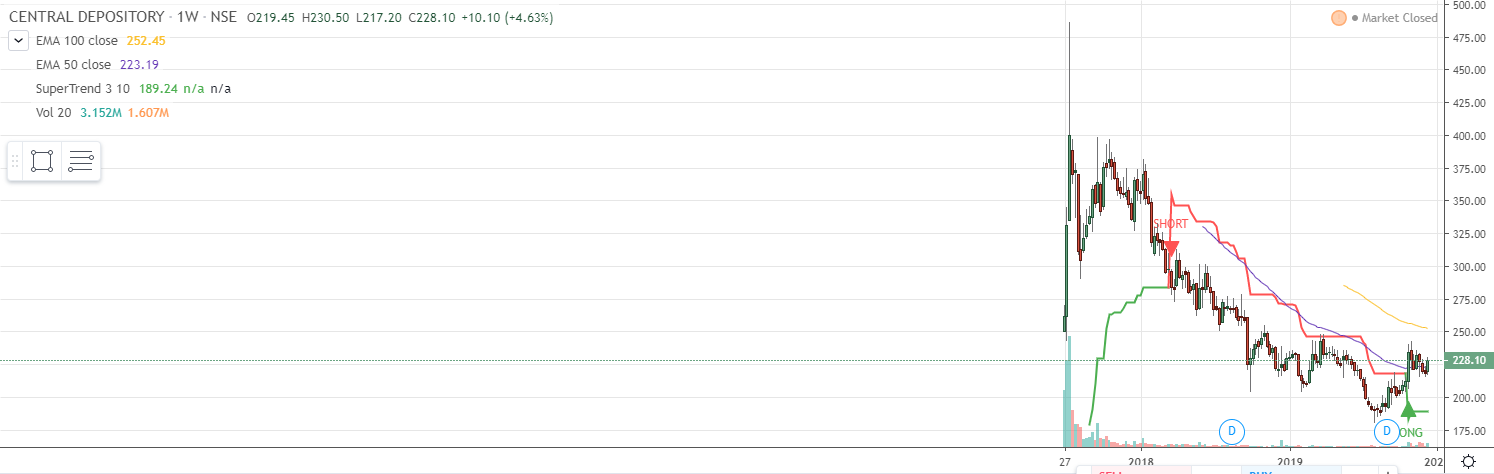 CENTRAL DEPOSITORY · 1W · NSE O219.45 H230.50 L217.20 C228.10 +10.10 (+4.63%)
Market Closed
EMA 100 close 252.45
EMA 50 close 223.19
SuperTrend 3 10 189.24 n/a n/a
Vol 20 3.152M 1.607M
500.00
475.00
450.00
425.00
400.00
375.00
350.00
325.00
300.00
275.00
250.00
228.10
200.00
175.00
SHORT
D
D
ONG
27 2018 2019 202
SELL BUY